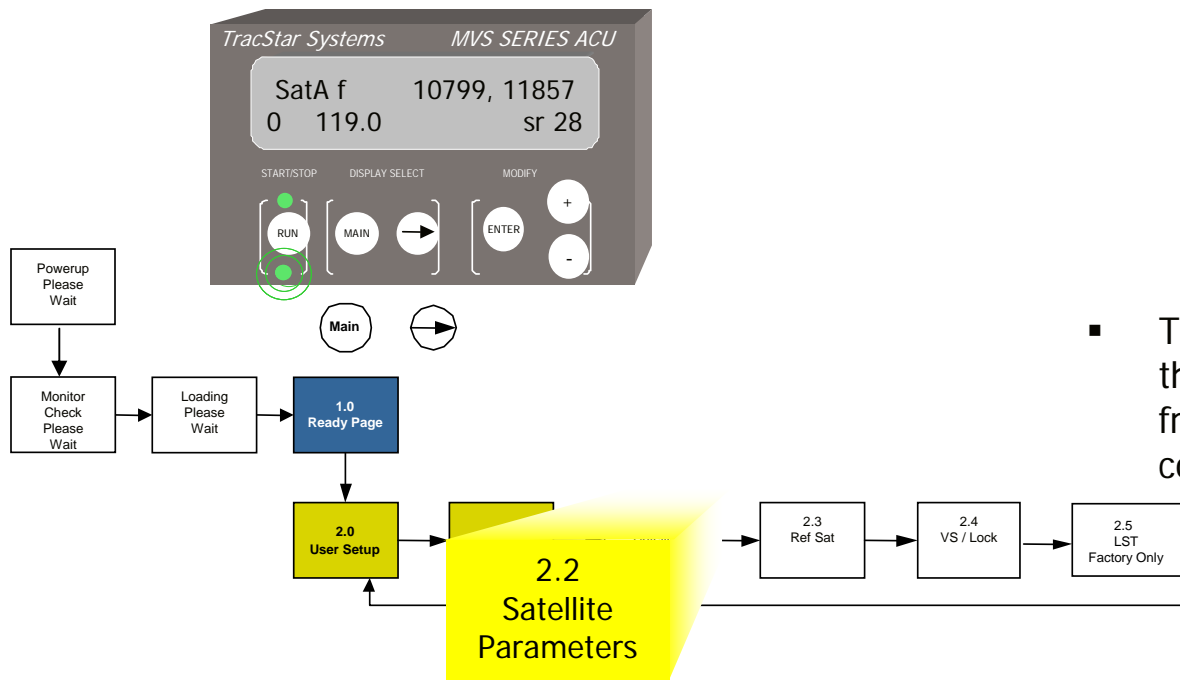 TracStar Systems MVS SERIES ACU
SatA f 10799, 11857
0 119.0 sr 28
START/STOP DISPLAY SELECT MODIFY
RUN
MAIN
ENTER
+
-
Powerup
Please
Wait
Main
Monitor
Check
Please
Wait
Loading
Please
Wait
1.0
Ready Page
2.0
User Setup
2.2
Satellite
Parameters
2.3
Ref Sat
2.4
VS / Lock
2.5
LST
Factory Only